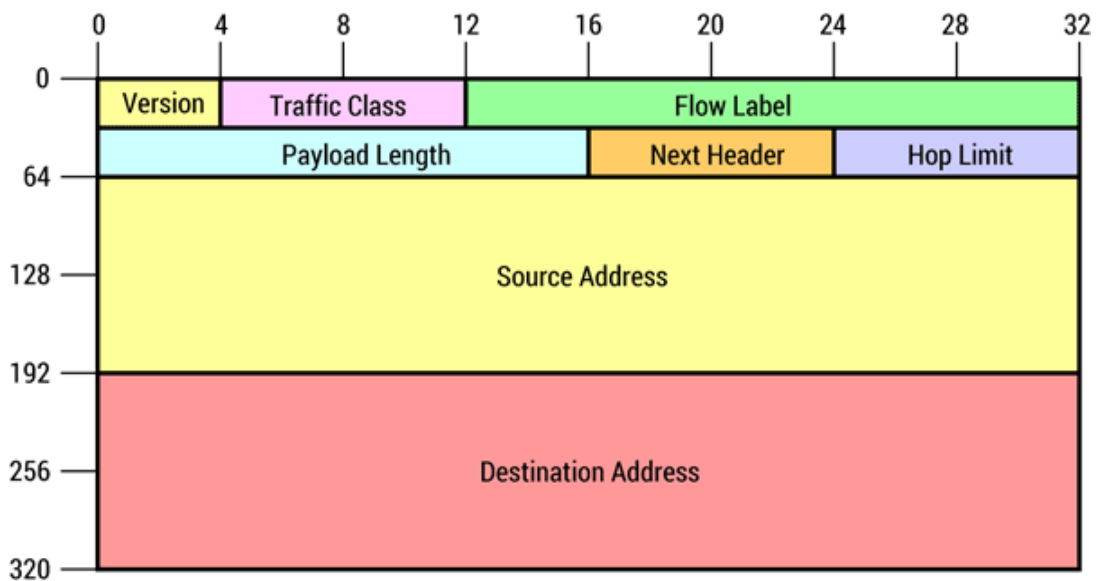 0 4 8 12 16 20 24 28 32
0
Version Traffic Class Flow Label
Payload Length Next Header Hop Limit
64
128 Source Address
192
256 Destination Address
320